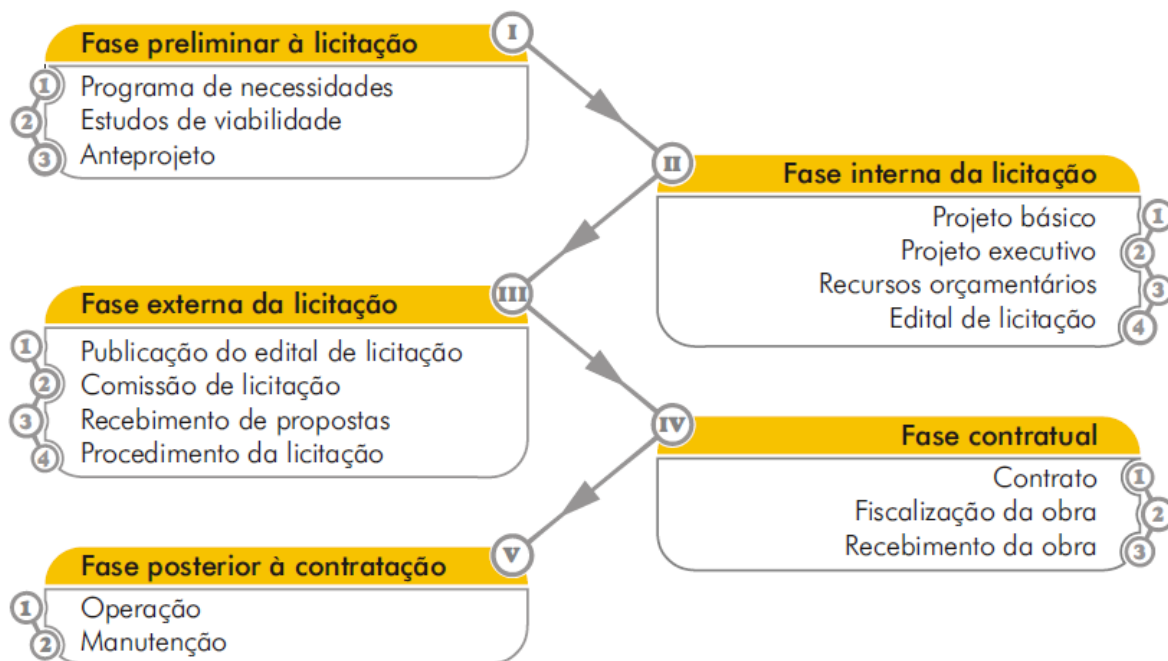 I
Fase preliminar à licitação
1 Programa de necessidades
2 Estudos de viabilidade
3 Anteprojeto
II
Fase interna da licitação
Projeto básico 1
Projeto executivo 2
Recursos orçamentários 3
Edital de licitação 4
III
Fase externa da licitação
1 Publicação do edital de licitação
2 Comissão de licitação
3 Recebimento de propostas
4 Procedimento da licitação
IV
Fase contratual
Contrato 1
Fiscalização da obra 2
Recebimento da obra 3
V
Fase posterior à contratação
1 Operação
2 Manutenção